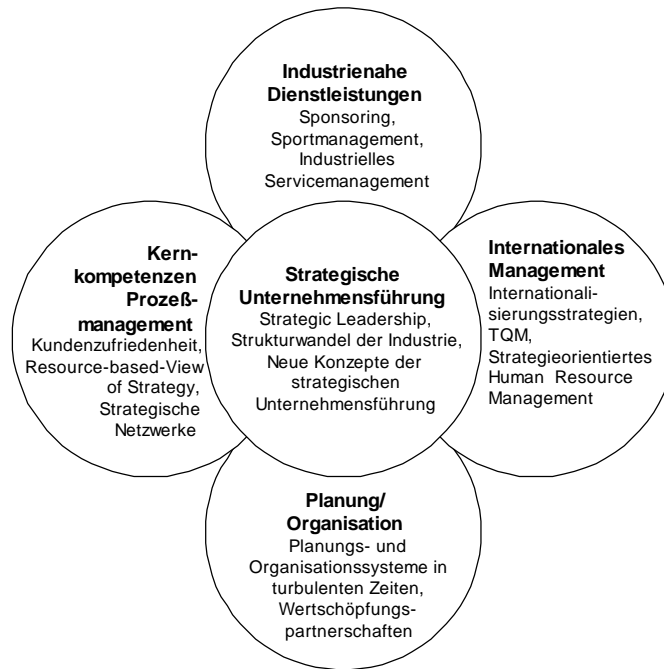 Industrienahe
Dienstleistungen
Sponsoring,
Sportmanagement,
Industrielles
Servicemanagement
Kern-
kompetenzen
Prozeß-
management
Kundenzufriedenheit,
Resource-based-View
of Strategy,
Strategische
Netzwerke
Strategische
Unternehmensführung
Strategic Leadership,
Strukturwandel der Industrie,
Neue Konzepte der
strategischen
Unternehmensführung
Internationales
Management
Internationali-
sierungsstrategien,
TQM,
Strategieorientiertes
Human Resource
Management
Planung/
Organisation
Planungs- und
Organisationssysteme in
turbulenten Zeiten,
Wertschöpfungs-
partnerschaften